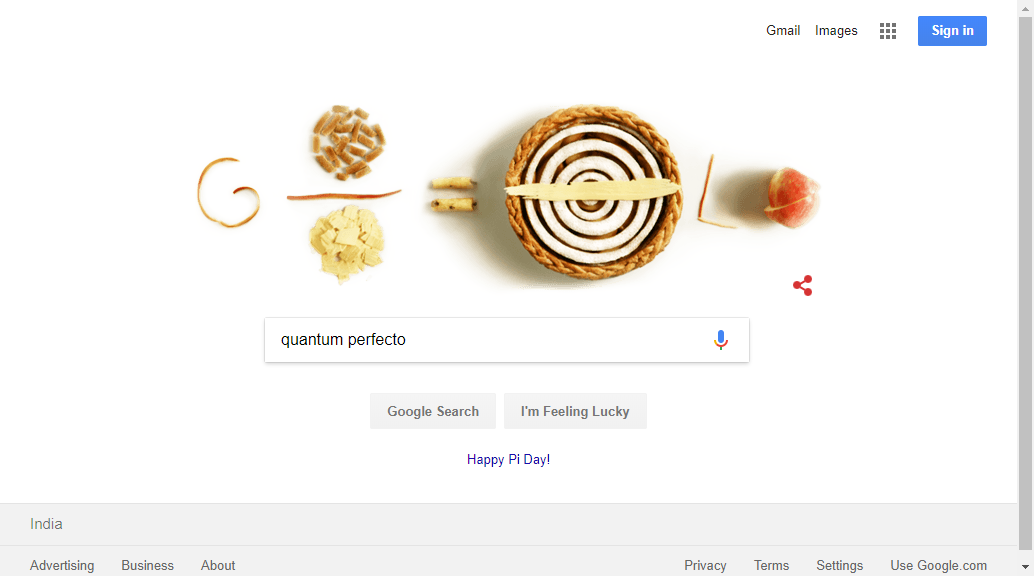 Gmail Images Sign in
quantum perfecto
Google Search I'm Feeling Lucky
Happy Pi Day!
India
Advertising Business About Privacy Terms Settings Use Google.com